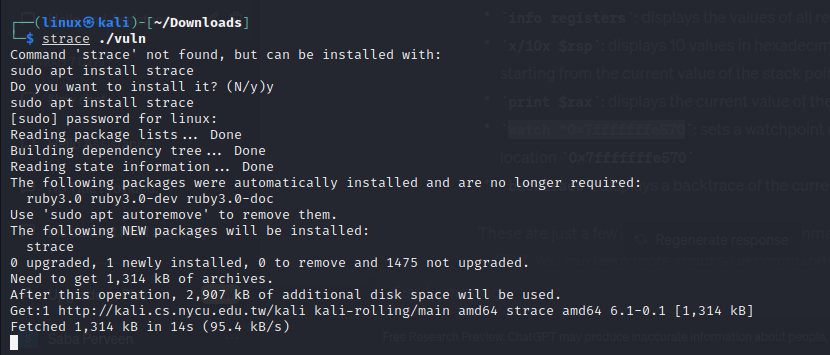 ┌──(linux㉿kali)-[~/Downloads]
└─$ strace ./vuln
Command 'strace' not found, but can be installed with:
sudo apt install strace
Do you want to install it? (N/y)y
sudo apt install strace
[sudo] password for linux:
Reading package lists... Done
Building dependency tree... Done
Reading state information... Done
The following packages were automatically installed and are no longer required:
  ruby3.0 ruby3.0-dev ruby3.0-doc
Use 'sudo apt autoremove' to remove them.
The following NEW packages will be installed:
  strace
0 upgraded, 1 newly installed, 0 to remove and 1475 not upgraded.
Need to get 1,314 kB of archives.
After this operation, 2,907 kB of additional disk space will be used.
Get:1 http://kali.cs.nycu.edu.tw/kali kali-rolling/main amd64 strace amd64 6.1-0.1 [1,314 kB]
Fetched 1,314 kB in 14s (95.4 kB/s)
'info registers': displays the values of all re
'x/10x $rsp' displays 10 values in hexadecim
starting from the current value of the stack poi
'print $rax' displays the current value of the
sets a watchpoint
location '0x7fffffffe570'
a backtrace of the curre
These are just a few
Regenerate response
Free Research Preview. ChatGPT may produce inaccurate information about people
Saba Parveen